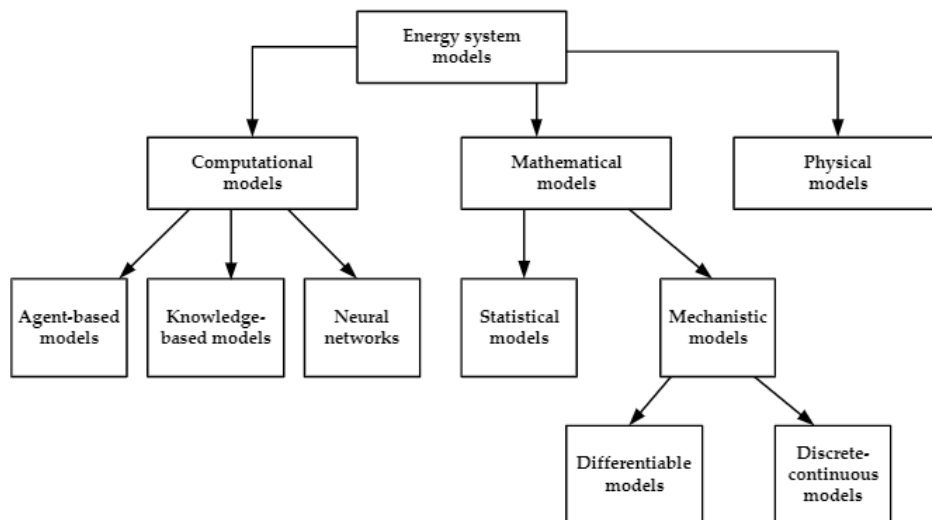 Energy system
models
Computational
models
Mathematical
models
Physical
models
Agent-based
models
Knowledge-
based models
Neural
networks
Statistical
models
Mechanistic
models
Differentiable
models
Discrete-
continuous
models